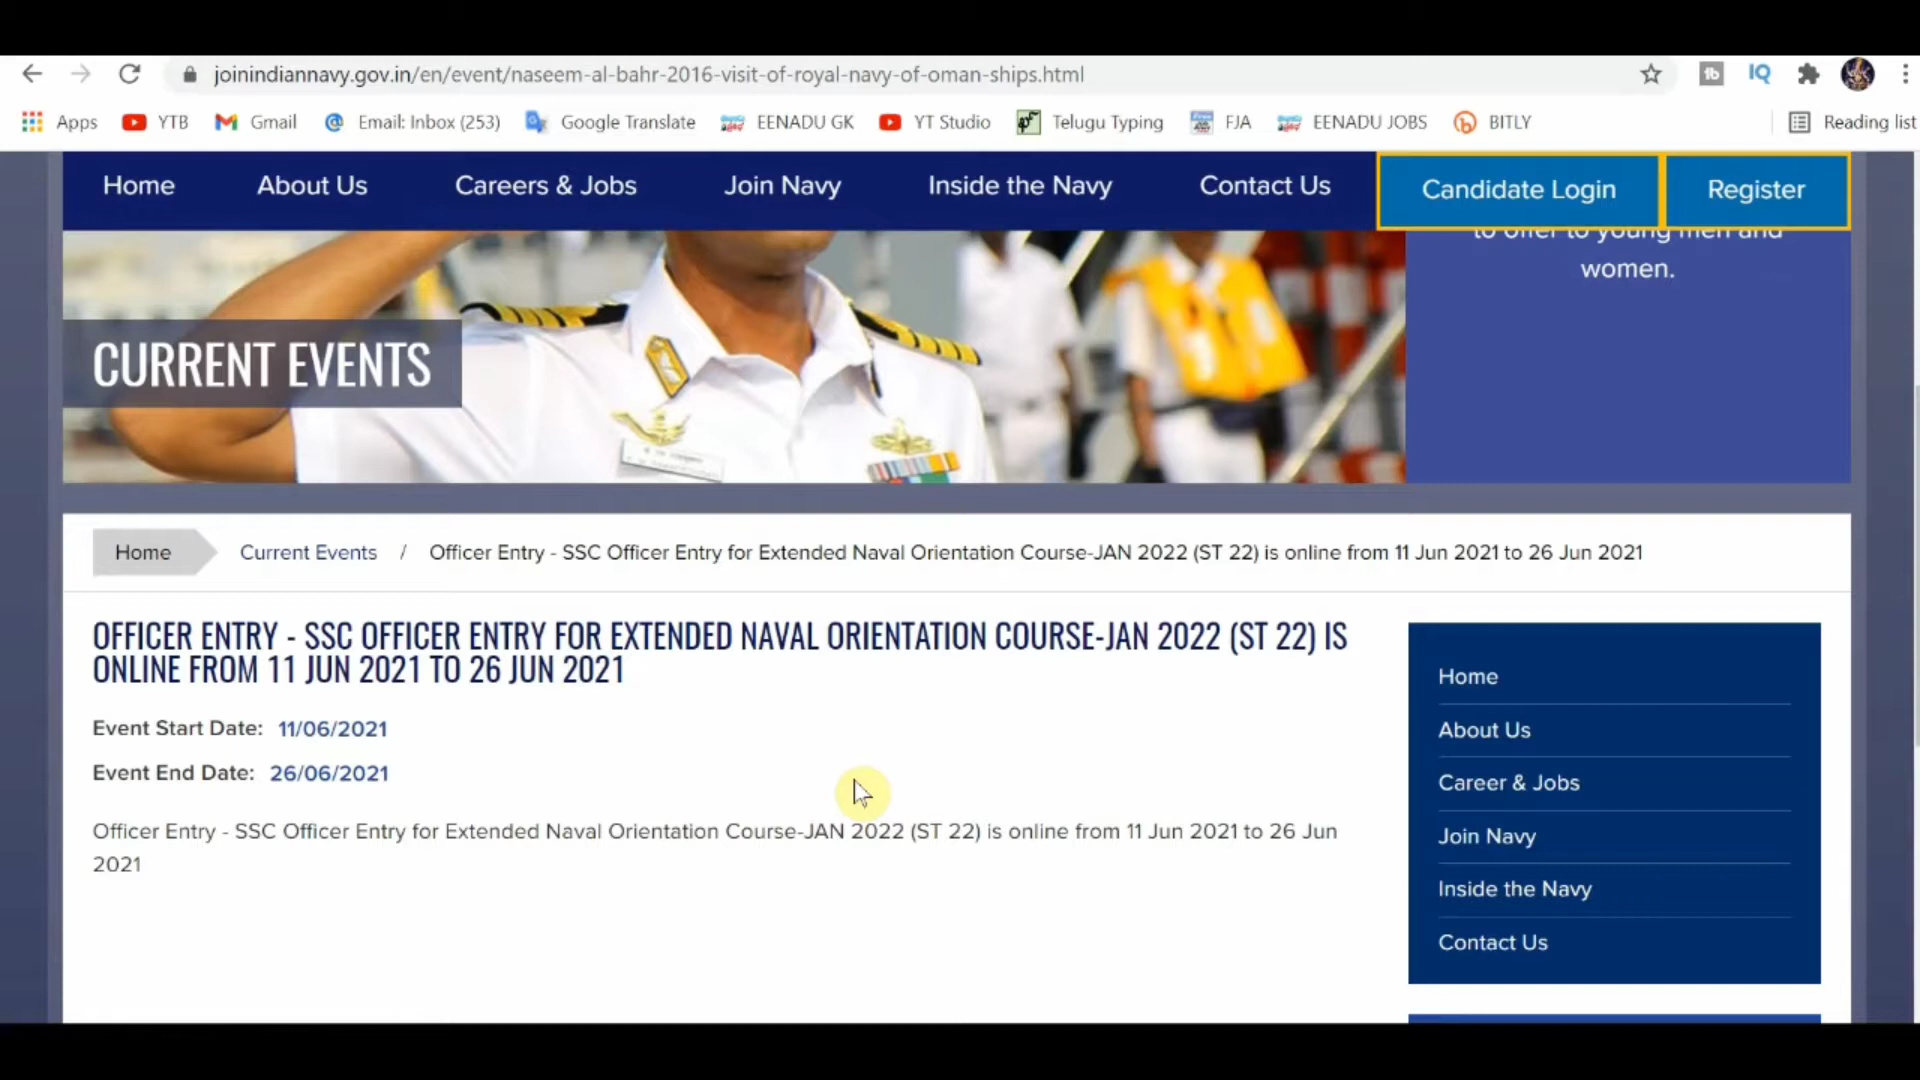 joinindiannavy.gov.in/en/event/naseem-al-bahr-2016-visit-of-royal-navy-of-oman-ships.html
Apps YTB Gmail Email: Inbox (253) Google Translate EENADU GK YT Studio Telugu Typing FJA EENADU JOBS BITLY Reading list
Home About Us Careers & Jobs Join Navy Inside the Navy Contact Us Candidate Login Register
to offer to young men and
women.
CURRENT EVENTS
Home Current Events / Officer Entry - SSC Officer Entry for Extended Naval Orientation Course-JAN 2022 (ST 22) is online from 11 Jun 2021 to 26 Jun 2021
OFFICER ENTRY - SSC OFFICER ENTRY FOR EXTENDED NAVAL ORIENTATION COURSE-JAN 2022 (ST 22) IS
ONLINE FROM 11 JUN 2021 TO 26 JUN 2021
Event Start Date: 11/06/2021
Event End Date: 26/06/2021
Officer Entry - SSC Officer Entry for Extended Naval Orientation Course-JAN 2022 (ST 22) is online from 11 Jun 2021 to 26 Jun
2021
Home
About Us
Career & Jobs
Join Navy
Inside the Navy
Contact Us